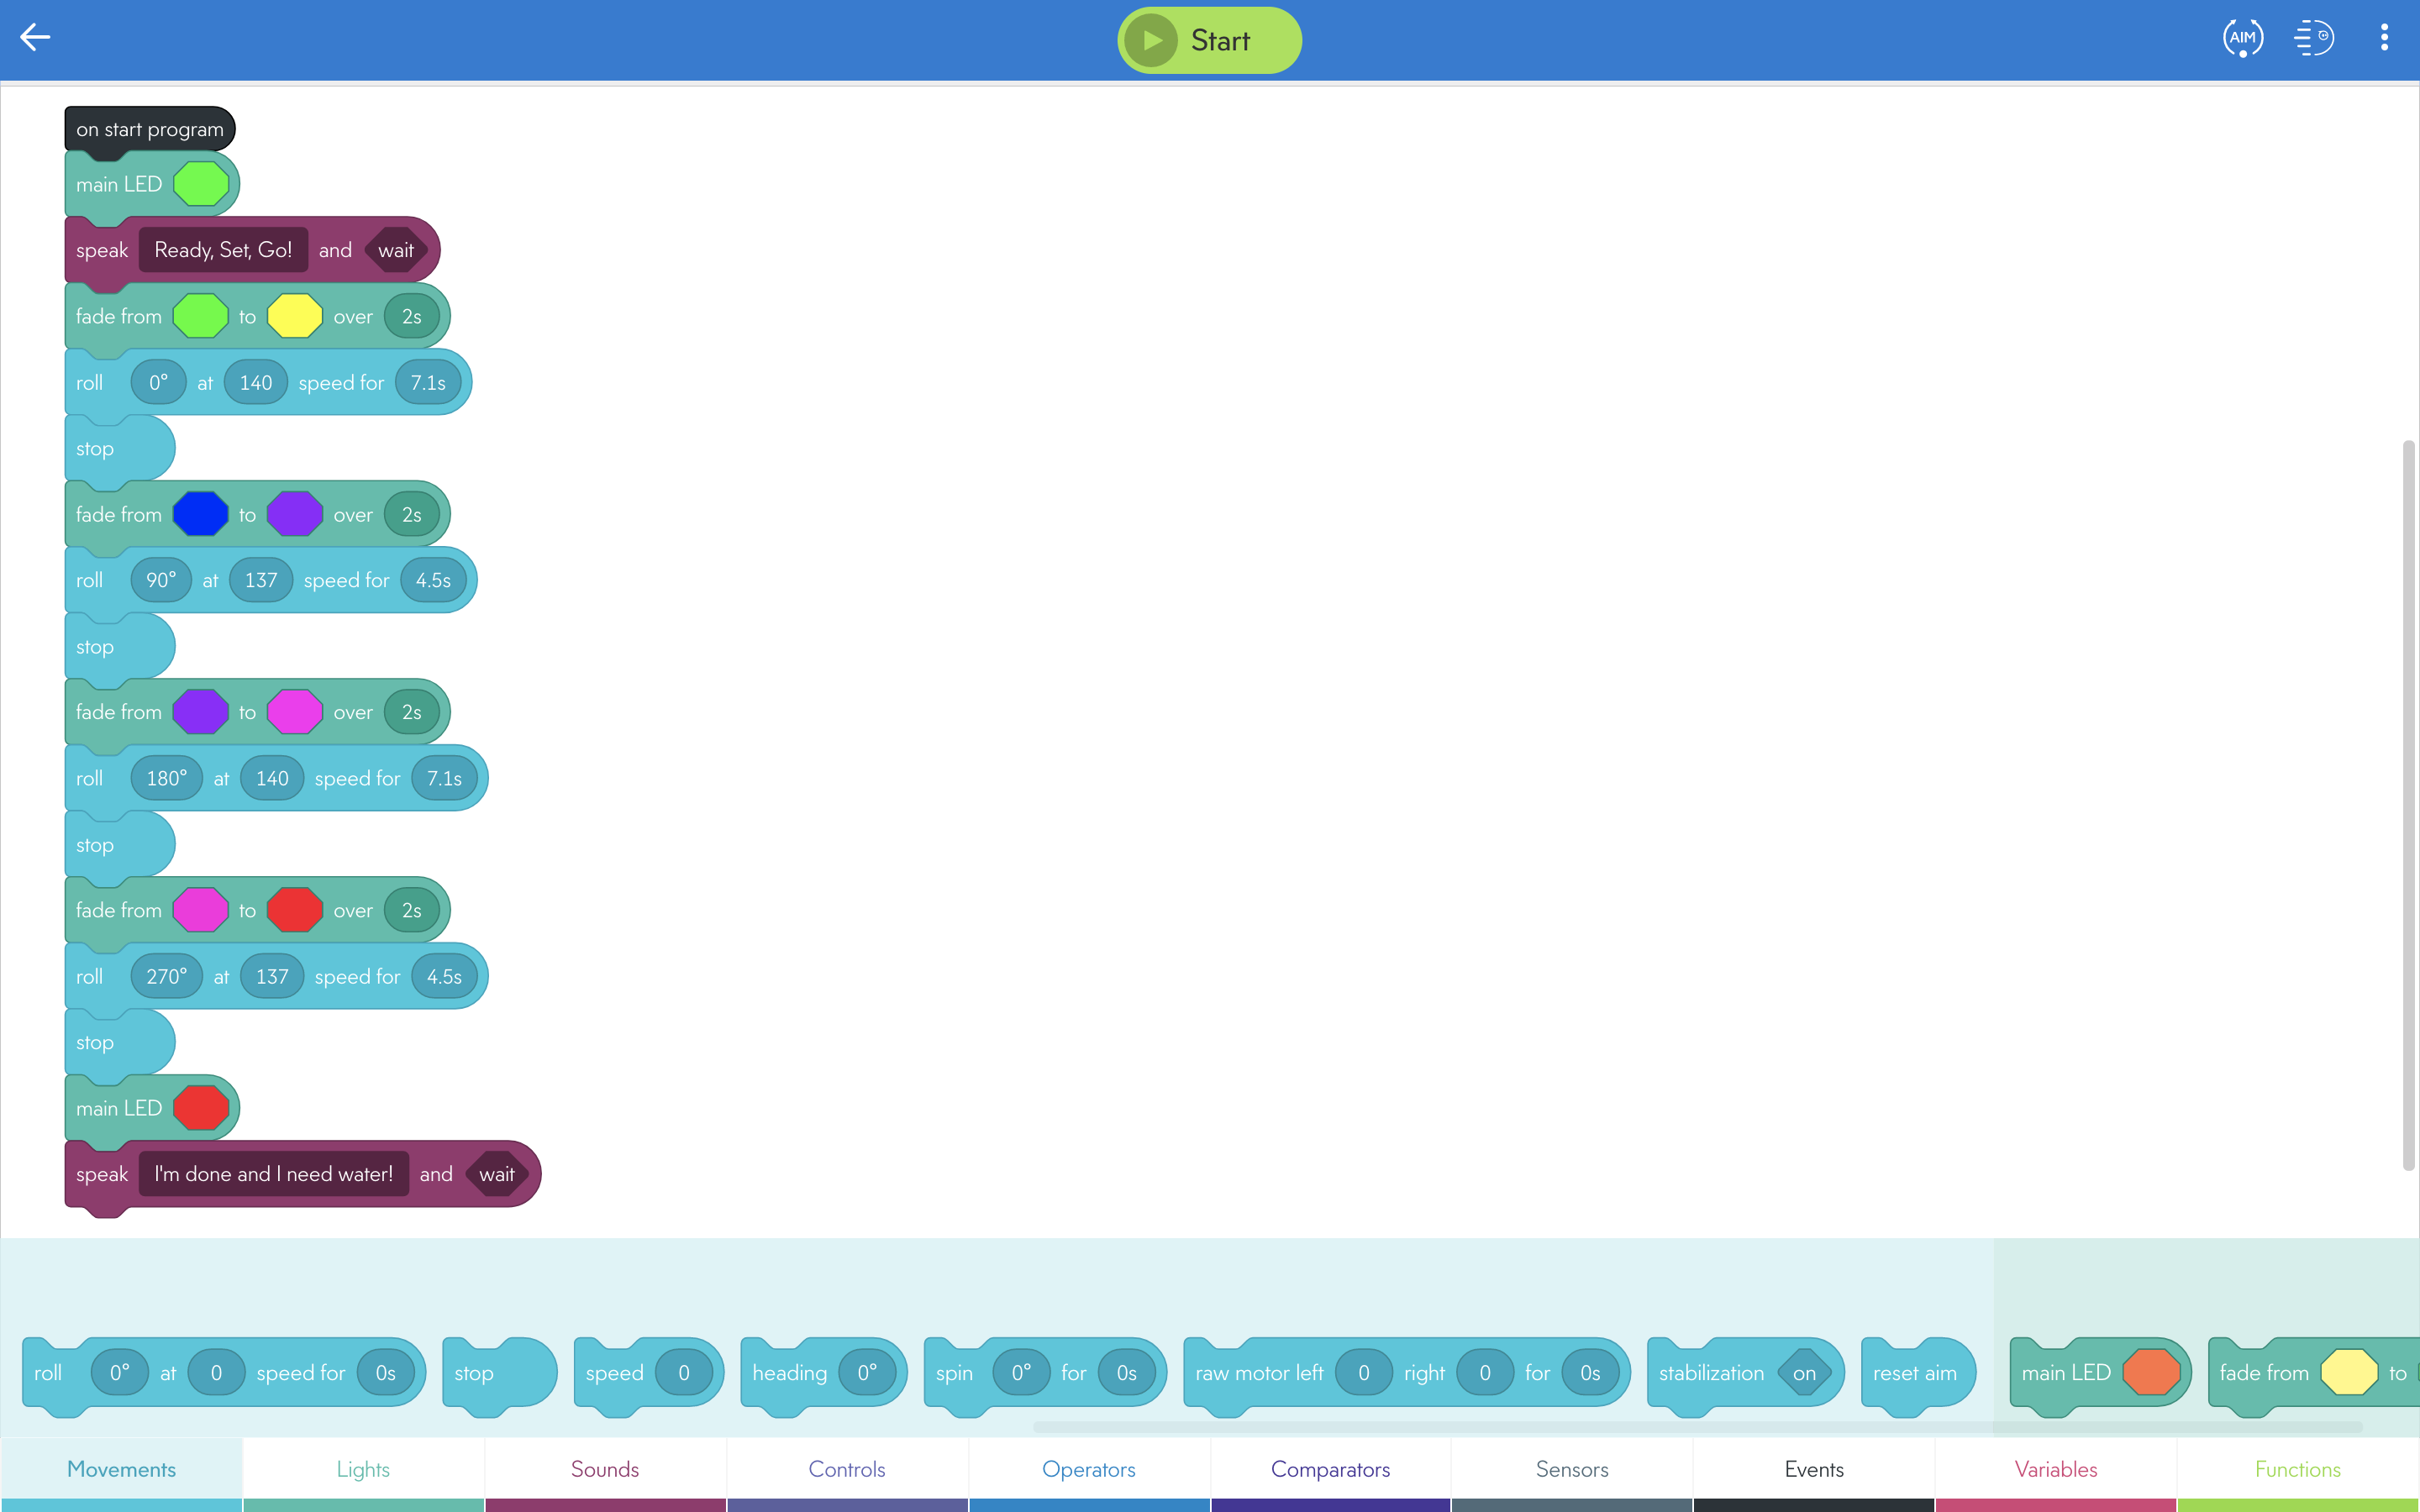 Start
AIM
on start program
main LED
speak Ready, Set, Go! and wait
fade from to over 2s
roll 0° at 140 speed for 7.1s
stop
fade from to over 2s
roll 90° at 137 speed for 4.5s
stop
fade from to over 2s
roll 180° at 140 speed for 7.1s
stop
fade from to over 2s
roll 270° at 137 speed for 4.5s
stop
main LED
speak I'm done and I need water! and wait
roll 0° at 0 speed for 0s stop speed 0 heading 0° spin 0° for 0s raw motor left 0 right 0 for 0s stabilization on reset aim main LED fade from to
Movements Lights Sounds Controls Operators Comparators Sensors Events Variables Functions